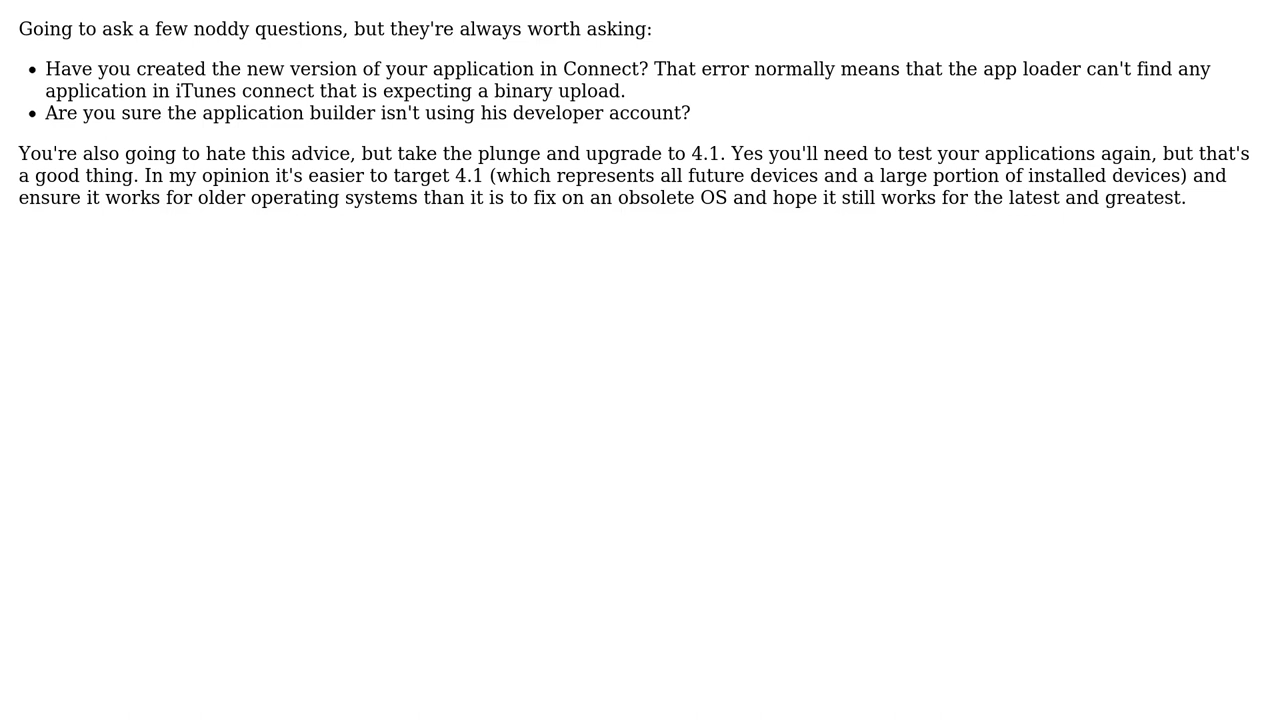 Going to ask a few noddy questions, but they're always worth asking:
• Have you created the new version of your application in Connect? That error normally means that the app loader can't find any
application in iTunes connect that is expecting a binary upload.
• Are you sure the application builder isn't using his developer account?
You're also going to hate this advice, but take the plunge and upgrade to 4.1. Yes you'll need to test your applications again, but that's
a good thing. In my opinion it's easier to target 4.1 (which represents all future devices and a large portion of installed devices) and
ensure it works for older operating systems than it is to fix on an obsolete OS and hope it still works for the latest and greatest.